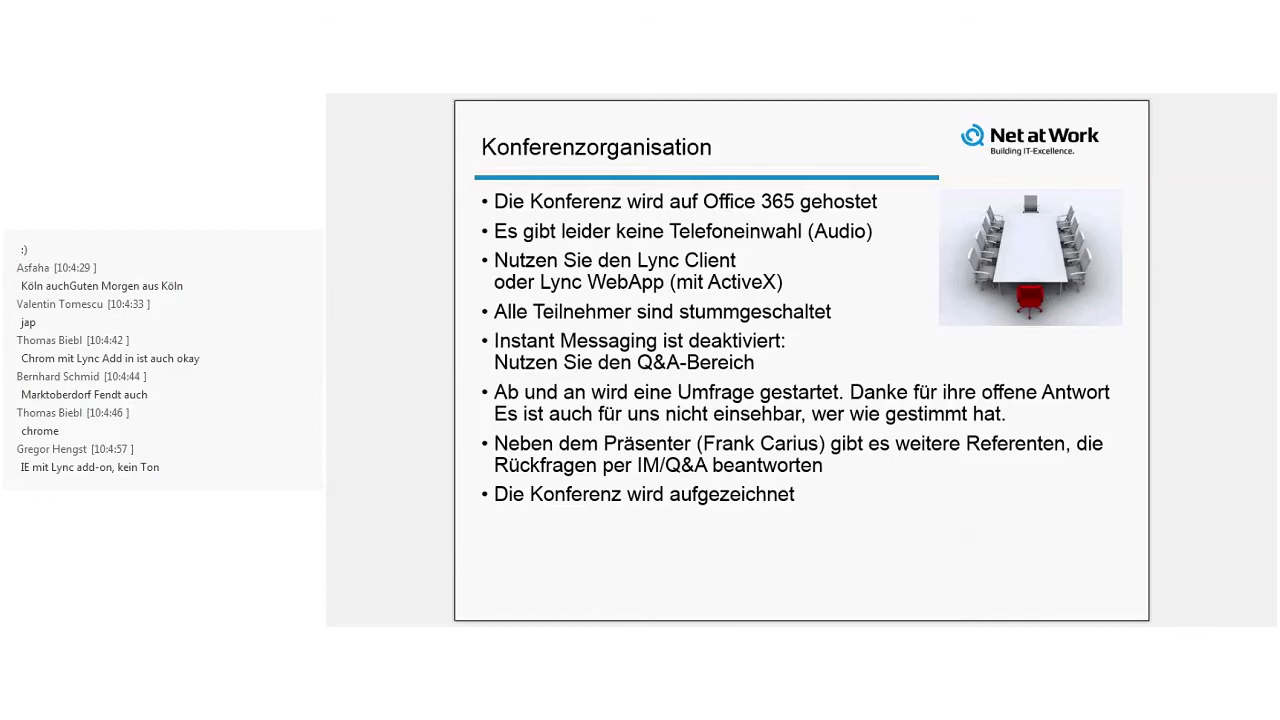 :)
Asfaha [10:4:29 ]
Köln auchGuten Morgen aus Köln
Valentin Tomescu [10:4:33 ]
jap
Thomas Biebl [10:4:42 ]
Chrom mit Lync Add in ist auch okay
Bernhard Schmid [10:4:44 ]
Marktoberdorf Fendt auch
Thomas Biebl [10:4:46 ]
chrome
Gregor Hengst [10:4:57 ]
IE mit Lync add-on, kein Ton
Konferenzorganisation
Net at Work
Building IT-Excellence.
• Die Konferenz wird auf Office 365 gehostet
• Es gibt leider keine Telefoneinwahl (Audio)
• Nutzen Sie den Lync Client
oder Lync WebApp (mit ActiveX)
• Alle Teilnehmer sind stummgeschaltet
• Instant Messaging ist deaktiviert:
Nutzen Sie den Q&A-Bereich
• Ab und an wird eine Umfrage gestartet. Danke für ihre offene Antwort
Es ist auch für uns nicht einsehbar, wer wie gestimmt hat.
• Neben dem Präsenter (Frank Carius) gibt es weitere Referenten, die
Rückfragen per IM/Q&A beantworten
• Die Konferenz wird aufgezeichnet